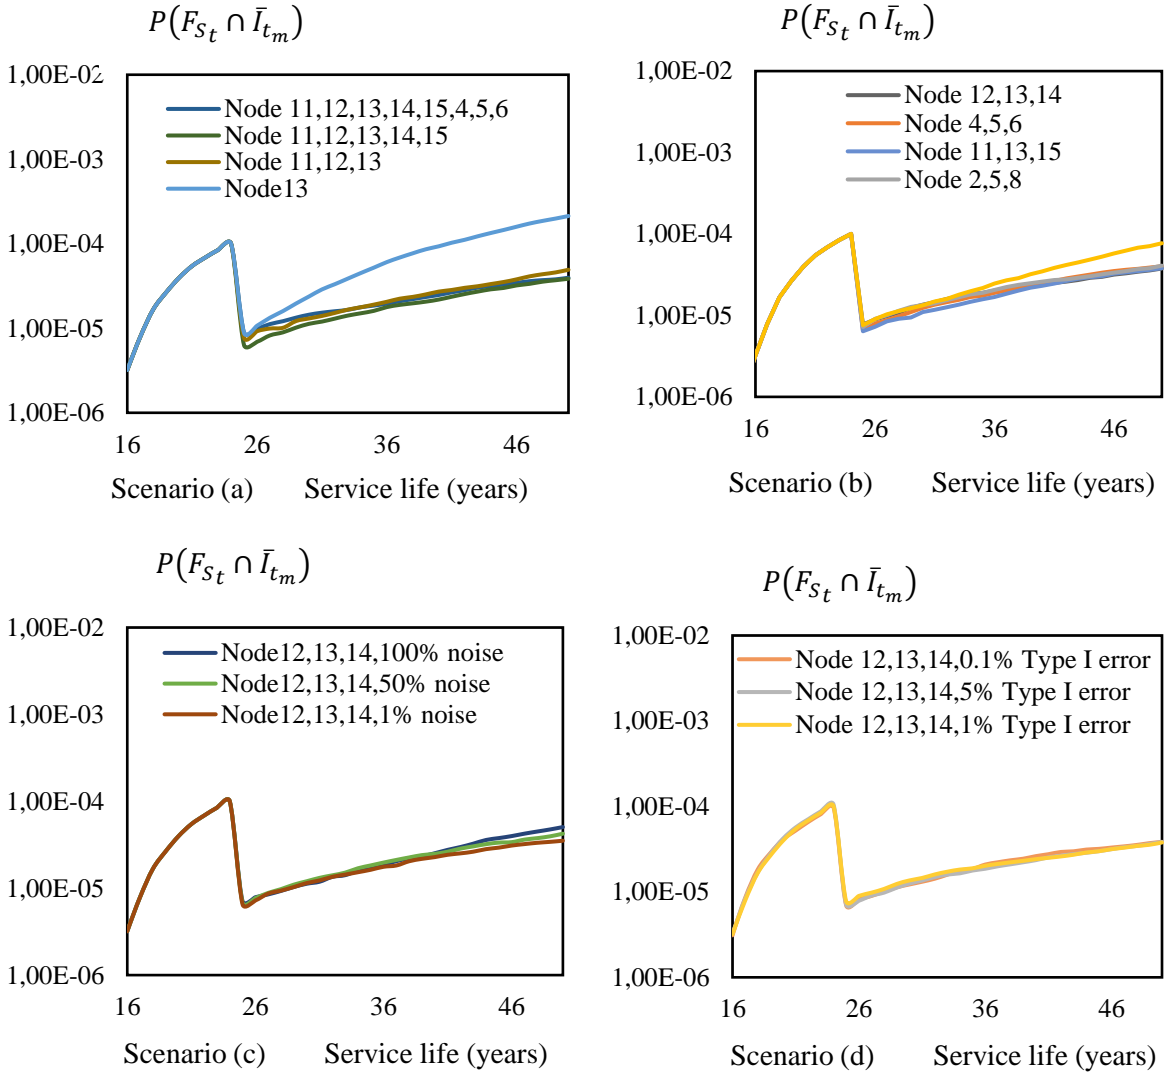 P(F_{S_t} ∩ Ī_{t_m})
1,00E-02
1,00E-03
1,00E-04
1,00E-05
1,00E-06
Node 11,12,13,14,15,4,5,6
Node 11,12,13,14,15
Node 11,12,13
Node13
16 26 36 46
Scenario (a) Service life (years)
P(F_{S_t} ∩ Ī_{t_m})
1,00E-02
1,00E-03
1,00E-04
1,00E-05
1,00E-06
Node 12,13,14
Node 4,5,6
Node 11,13,15
Node 2,5,8
16 26 36 46
Scenario (b) Service life (years)
P(F_{S_t} ∩ Ī_{t_m})
1,00E-02
1,00E-03
1,00E-04
1,00E-05
1,00E-06
Node12,13,14,100% noise
Node12,13,14,50% noise
Node12,13,14,1% noise
16 26 36 46
Scenario (c) Service life (years)
P(F_{S_t} ∩ Ī_{t_m})
1,00E-02
1,00E-03
1,00E-04
1,00E-05
1,00E-06
Node 12,13,14,0.1% Type I error
Node 12,13,14,5% Type I error
Node 12,13,14,1% Type I error
16 26 36 46
Scenario (d) Service life (years)